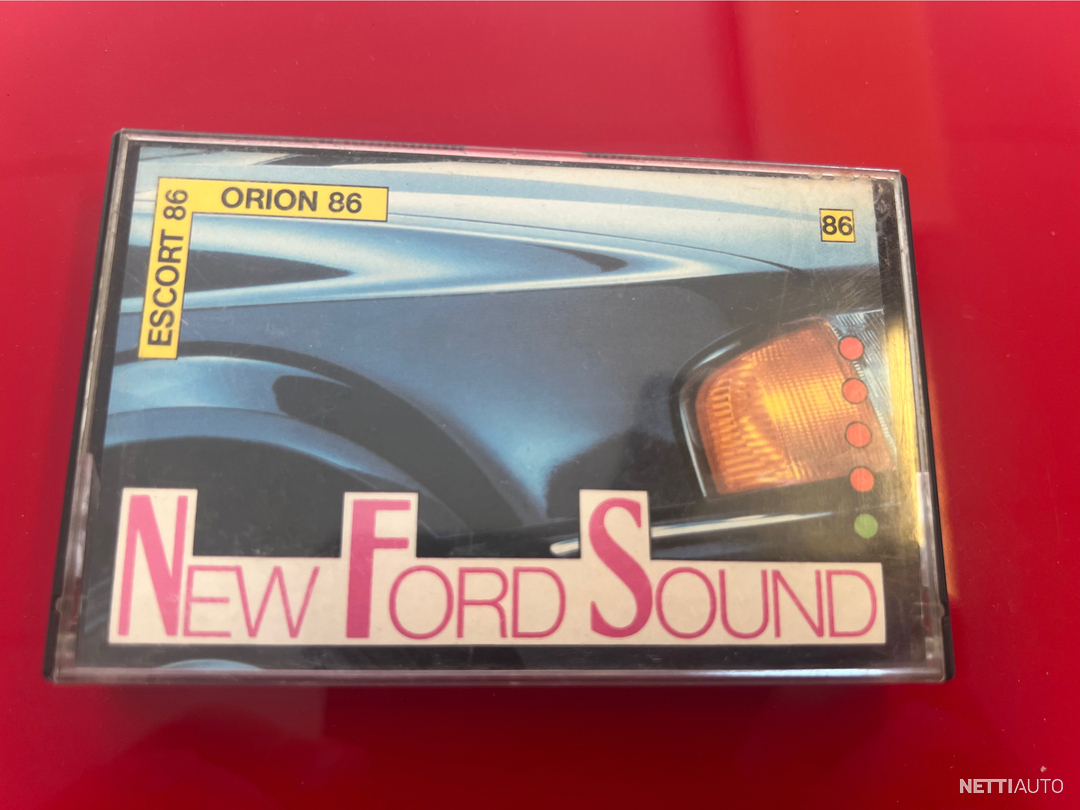 ORION 86
ESCORT 86
86
NEW FORD SOUND
NETTIAUTO